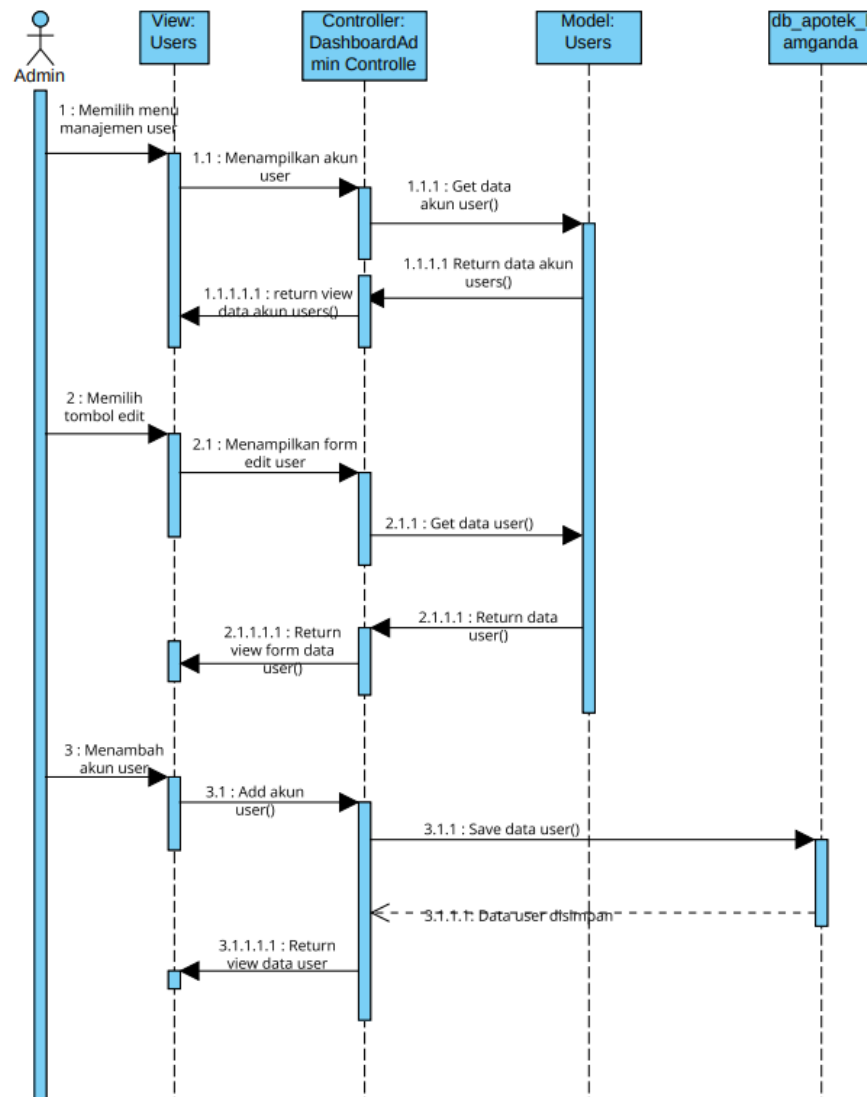 View:
Users
Controller:
DashboardAd
min Controlle
Model:
Users
db_apotek_i
amganda
Admin
1 : Memilih menu
manajemen user
1.1 : Menampilkan akun
user
1.1.1 : Get data
akun user()
1.1.1.1 Return data akun
users()
1.1.1.1.1 : return view
data akun users()
2 : Memilih
tombol edit
2.1 : Menampilkan form
edit user
2.1.1 : Get data user()
2.1.1.1 : Return data
user()
2.1.1.1.1 : Return
view form data
user()
3 : Menambah
akun user
3.1 : Add akun
user()
3.1.1 : Save data user()
3.1.1.1: Data user disimpan
3.1.1.1.1 : Return
view data user